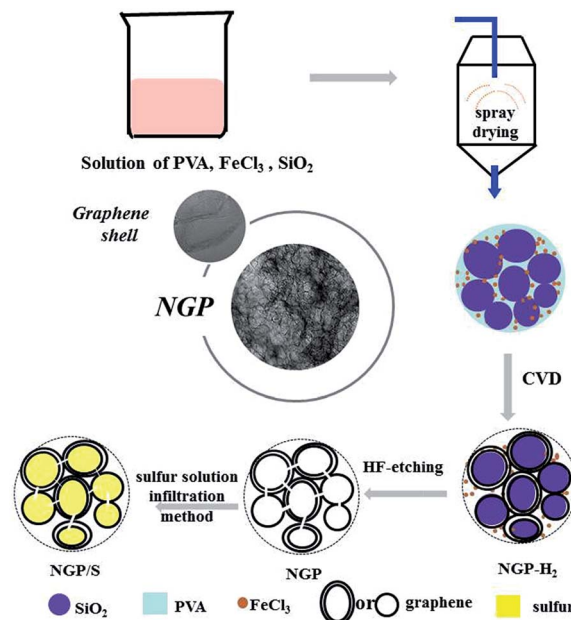 Solution of PVA, FeCl₃ , SiO₂
spray
drying
Graphene
shell
NGP
CVD
HF-etching
sulfur solution
infiltration
method
NGP/S
NGP
NGP-H₂
SiO₂
PVA
FeCl₃
or
graphene
sulfur